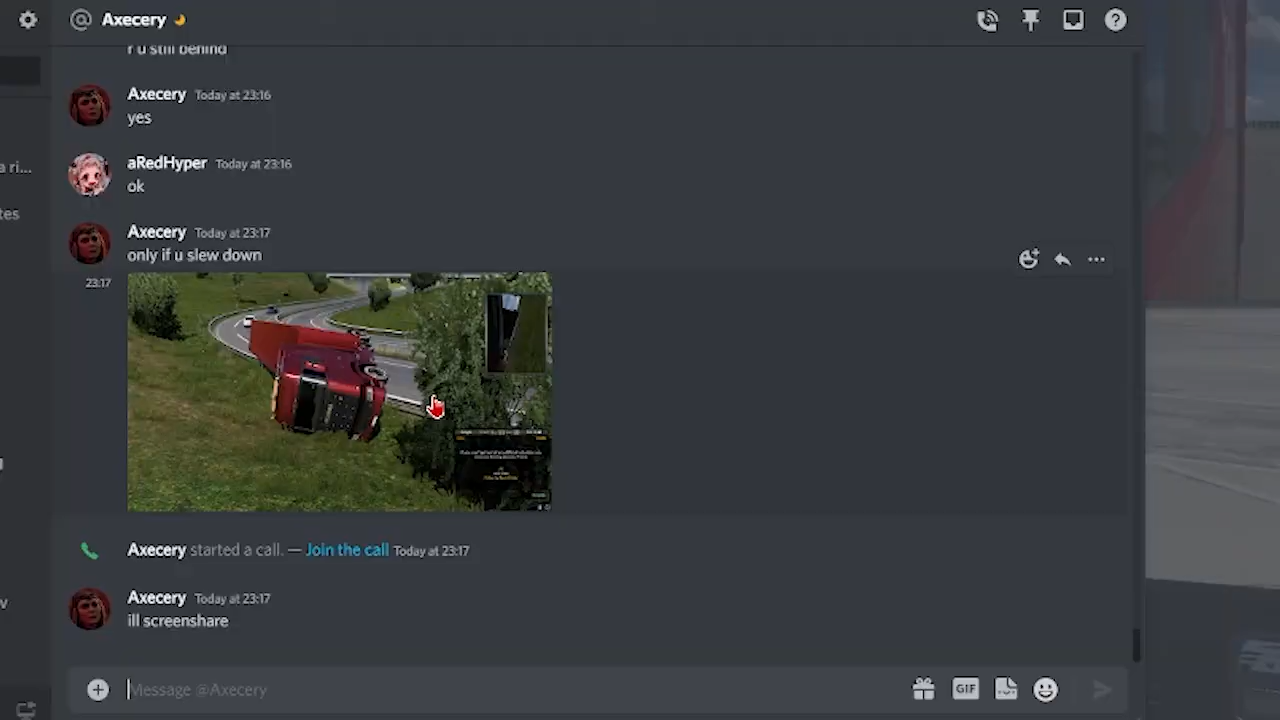 Axecery
r u still behind
Axecery Today at 23:16
yes
a ri...
aRedHyper Today at 23:16
ok
tes
Axecery Today at 23:17
only if u slew down
23:17
Axecery started a call. — Join the call Today at 23:17
Axecery Today at 23:17
ill screenshare
Message @Axecery
GIF